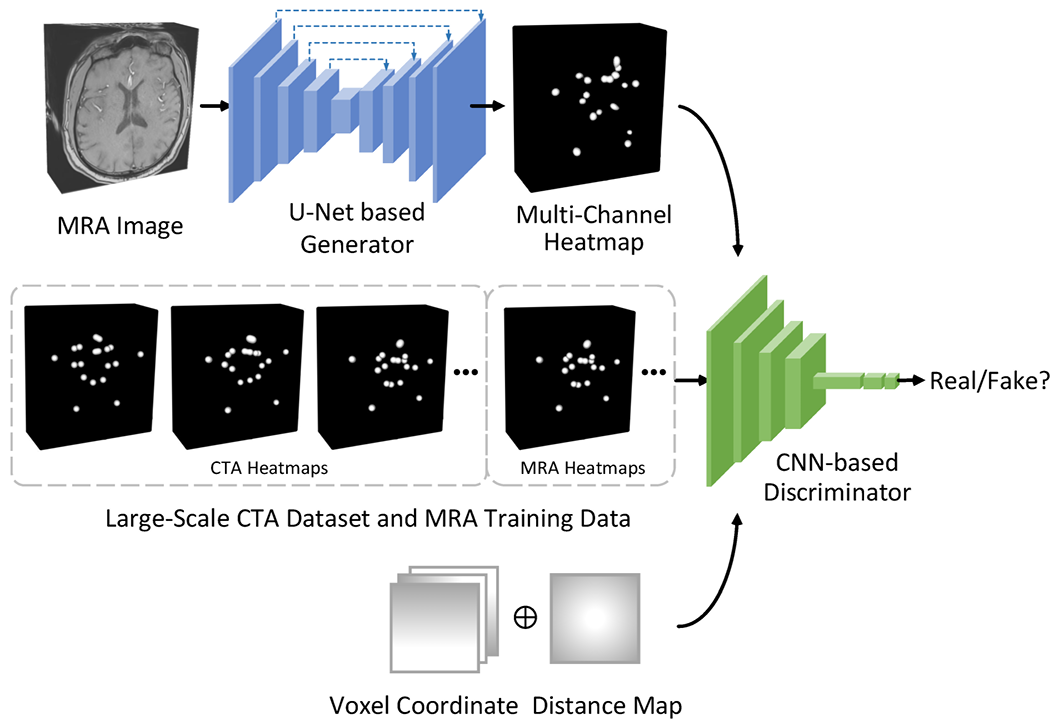 MRA Image
U-Net based
Generator
Multi-Channel
Heatmap
CTA Heatmaps
MRA Heatmaps
Real/Fake?
CNN-based
Discriminator
Large-Scale CTA Dataset and MRA Training Data
Voxel Coordinate
Distance Map